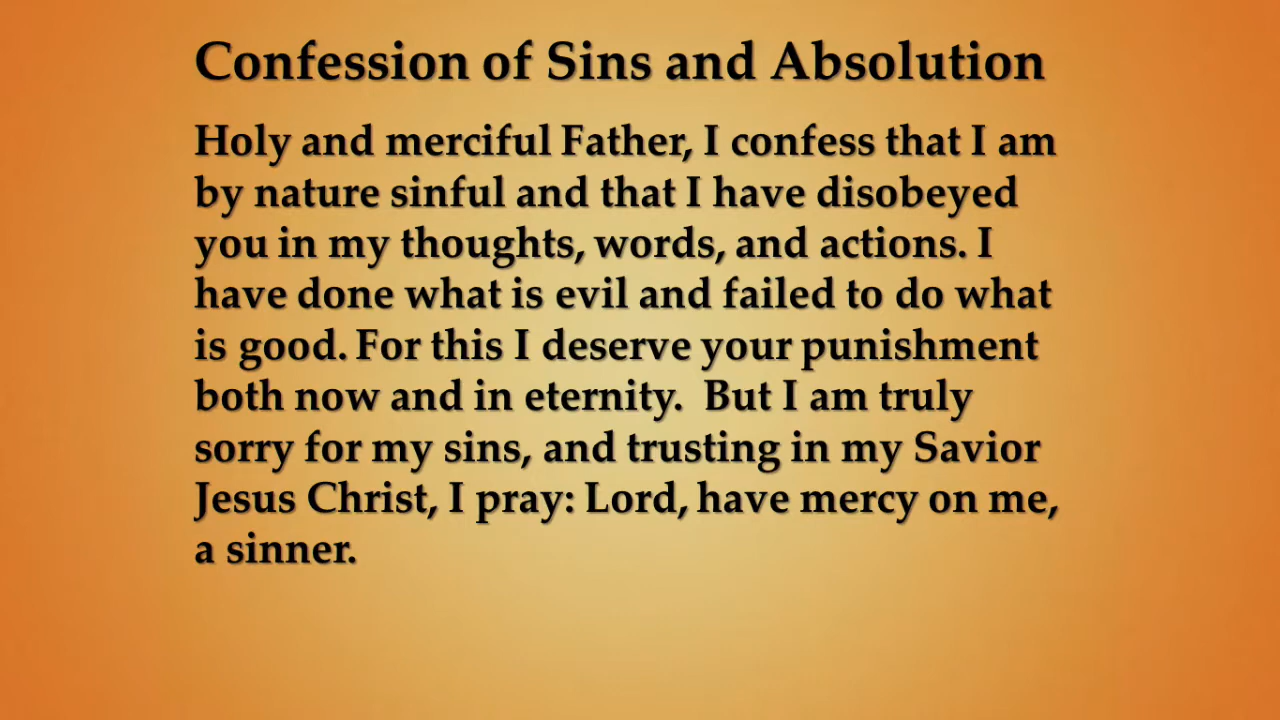 Confession of Sins and Absolution
Holy and merciful Father, I confess that I am
by nature sinful and that I have disobeyed
you in my thoughts, words, and actions. I
have done what is evil and failed to do what
is good. For this I deserve your punishment
both now and in eternity.  But I am truly
sorry for my sins, and trusting in my Savior
Jesus Christ, I pray: Lord, have mercy on me,
a sinner.